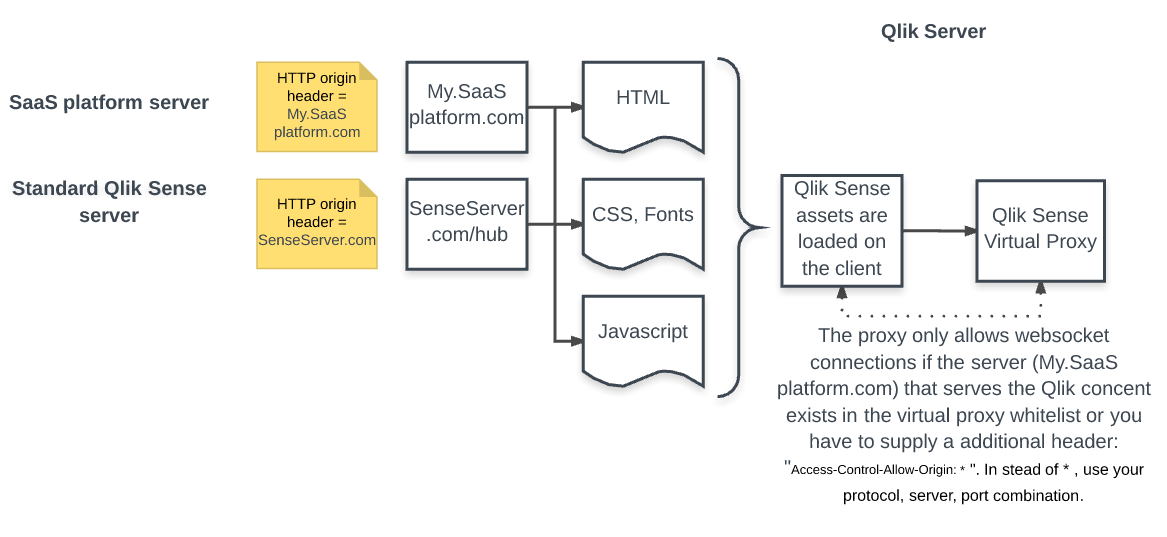 Qlik Server
SaaS platform server
HTTP origin
header =
My.SaaS
platform.com
My.SaaS
platform.com
HTML
Standard Qlik Sense
server
HTTP origin
header =
SenseServer.com
SenseServer
.com/hub
CSS, Fonts
Javascript
Qlik Sense
assets are
loaded on
the client
Qlik Sense
Virtual Proxy
The proxy only allows websocket
connections if the server (My.SaaS
platform.com) that serves the Qlik concent
exists in the virtual proxy whitelist or you
have to supply a additional header:
"Access-Control-Allow-Origin: * ". In stead of * , use your
protocol, server, port combination.